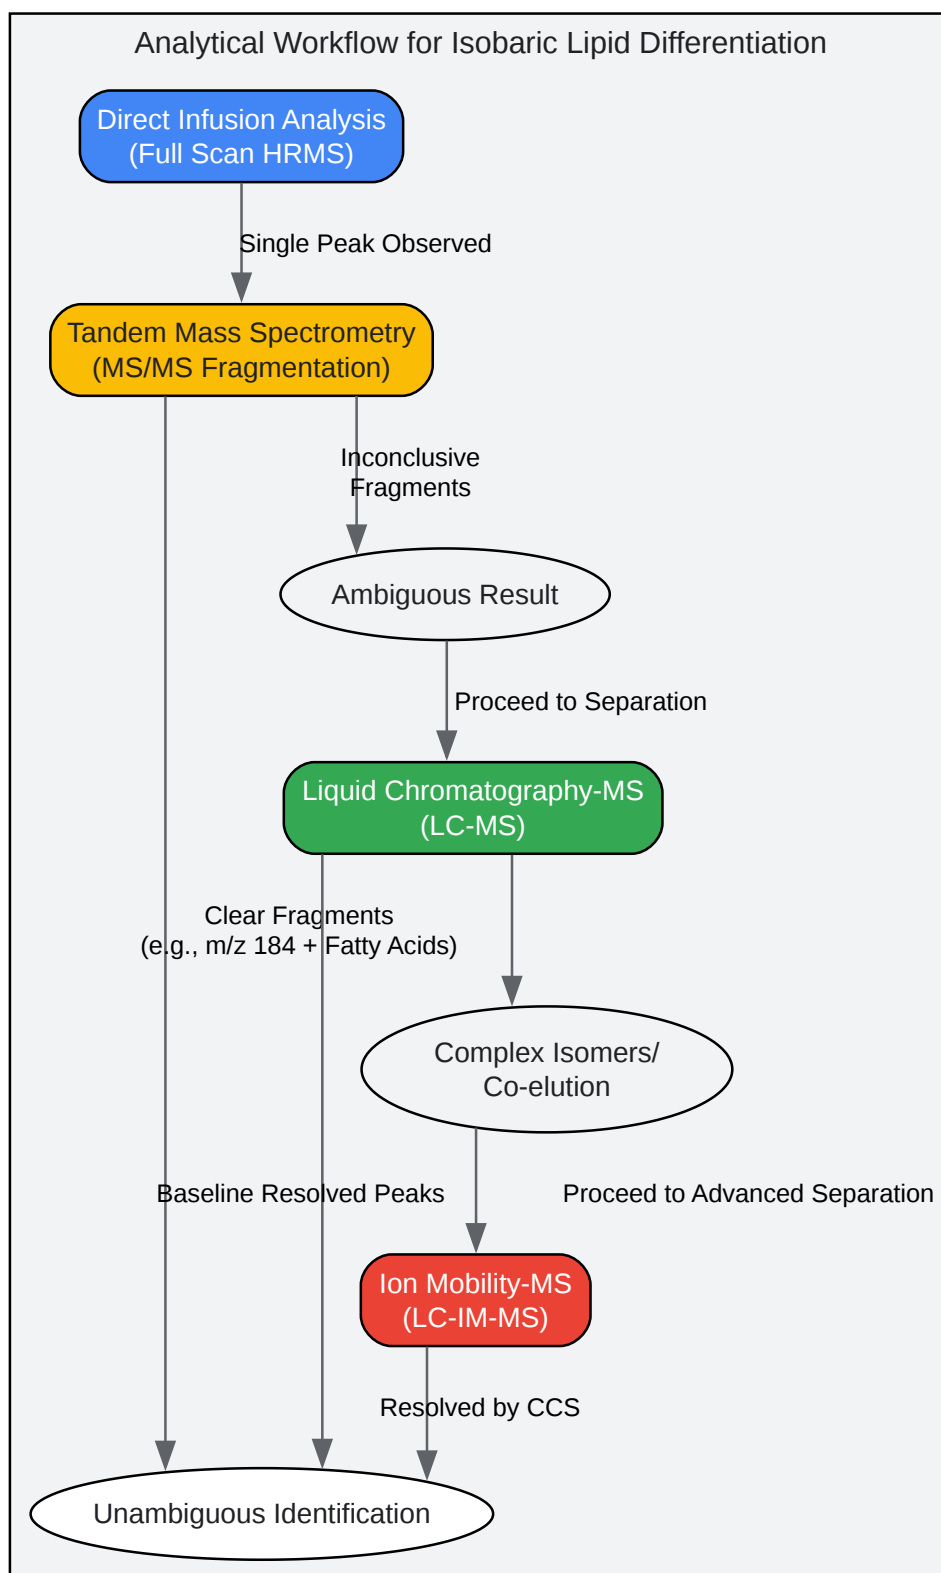 Analytical Workflow for Isobaric Lipid Differentiation
Direct Infusion Analysis
(Full Scan HRMS)
Single Peak Observed
Tandem Mass Spectrometry
(MS/MS Fragmentation)
Inconclusive
Fragments
Ambiguous Result
Proceed to Separation
Liquid Chromatography-MS
(LC-MS)
Clear Fragments
(e.g., m/z 184 + Fatty Acids)
Complex Isomers/
Co-elution
Baseline Resolved Peaks
Proceed to Advanced Separation
Ion Mobility-MS
(LC-IM-MS)
Resolved by CCS
Unambiguous Identification